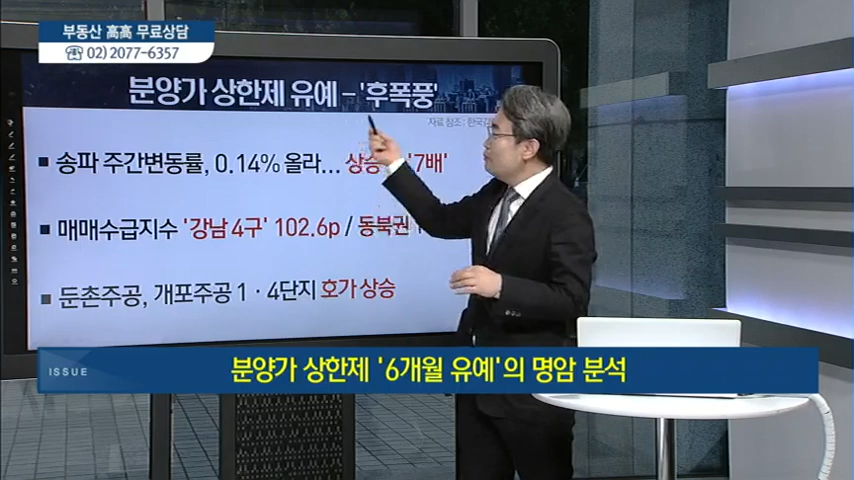 부동산 高高 무료상담
☎ 02) 2077-6357
분양가 상한제 유예 - '후폭풍'
자료 참조 : 한국
■ 송파 주간변동률, 0.14% 올라... 상승 '7배'
■ 매매수급지수 '강남 4구' 102.6p / 동북권
■ 둔촌주공, 개포주공 1 · 4단지 호가 상승
ISSUE
분양가 상한제 '6개월 유예'의 명암 분석